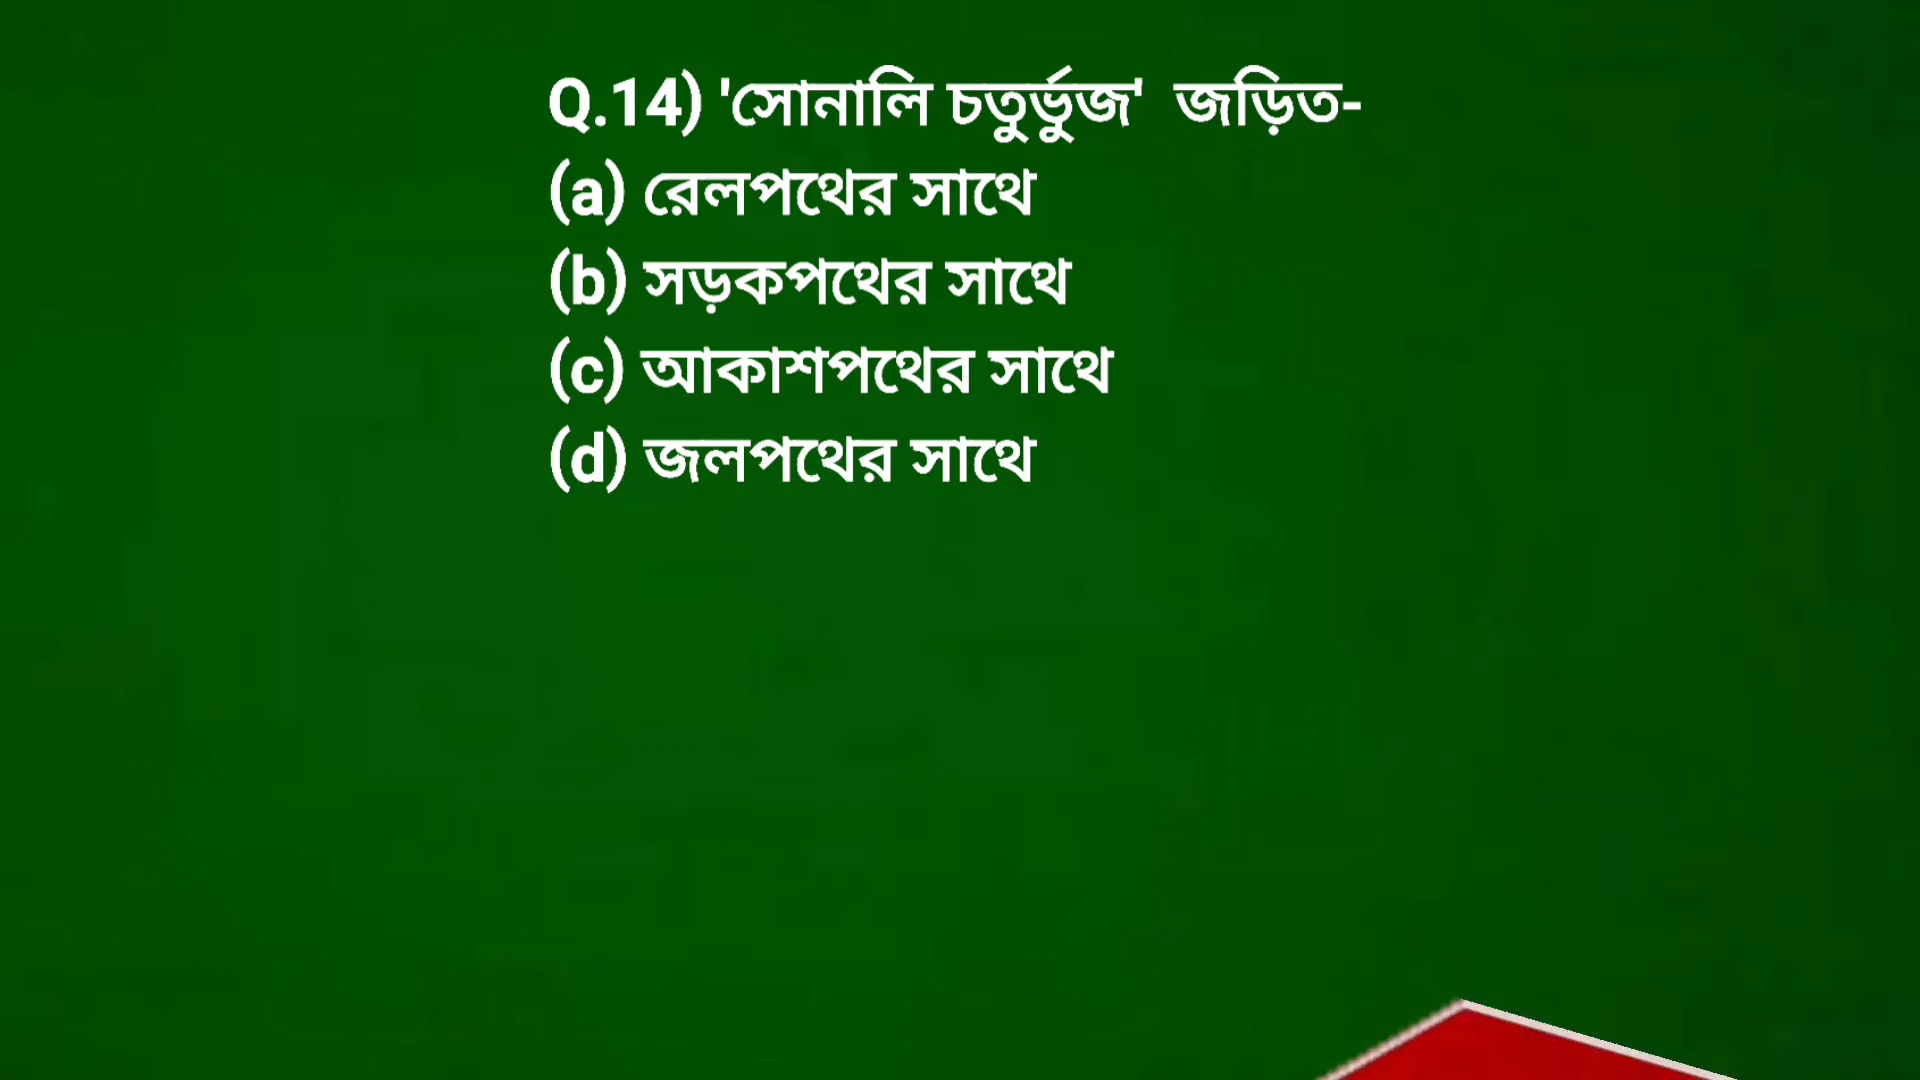 Q.14) 'সোনালি চতুর্ভুজ' জড়িত-
(a) রেলপথের সাথে
(b) সড়কপথের সাথে
(c) আকাশপথের সাথে
(d) জলপথের সাথে